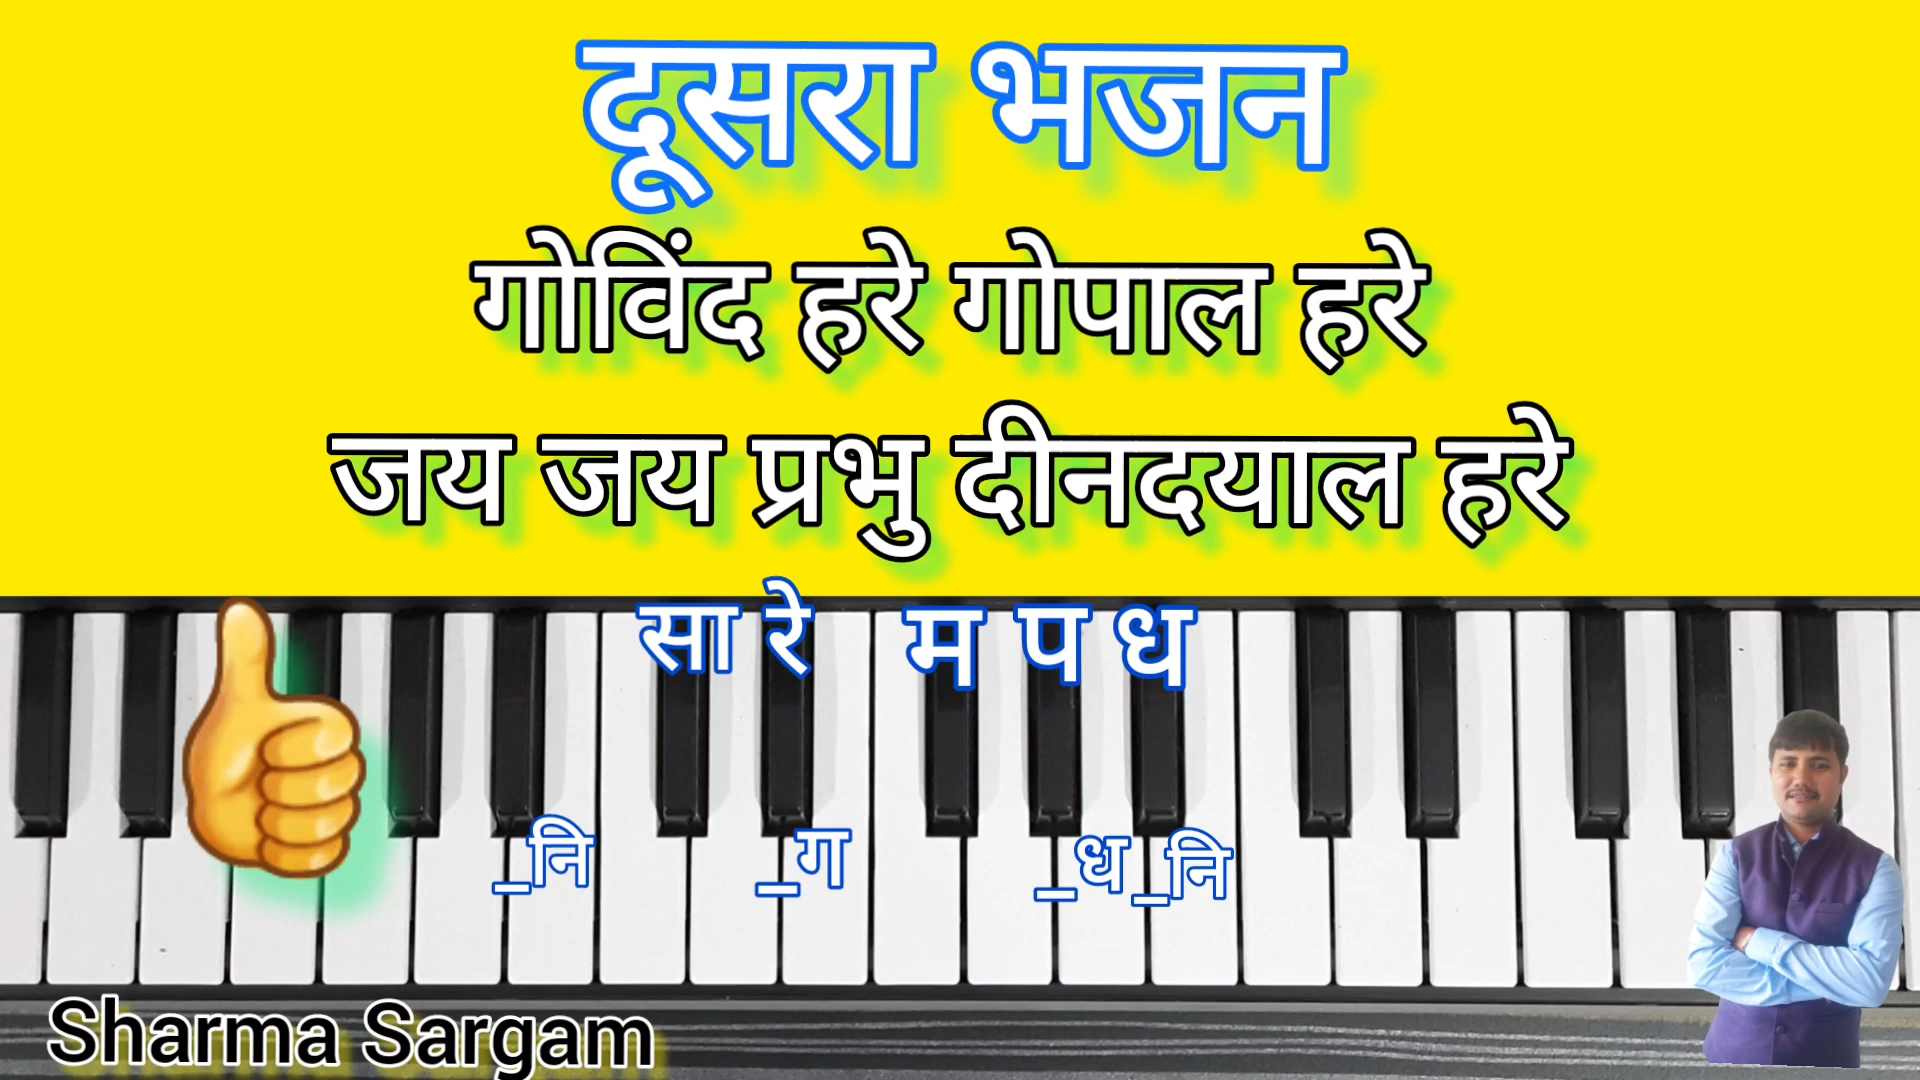 दूसरा भजन
गोविंद हरे गोपाल हरे
जय जय प्रभु दीनदयाल हरे
सा रे म प ध
_नि _ग _ध _नि
Sharma Sargam